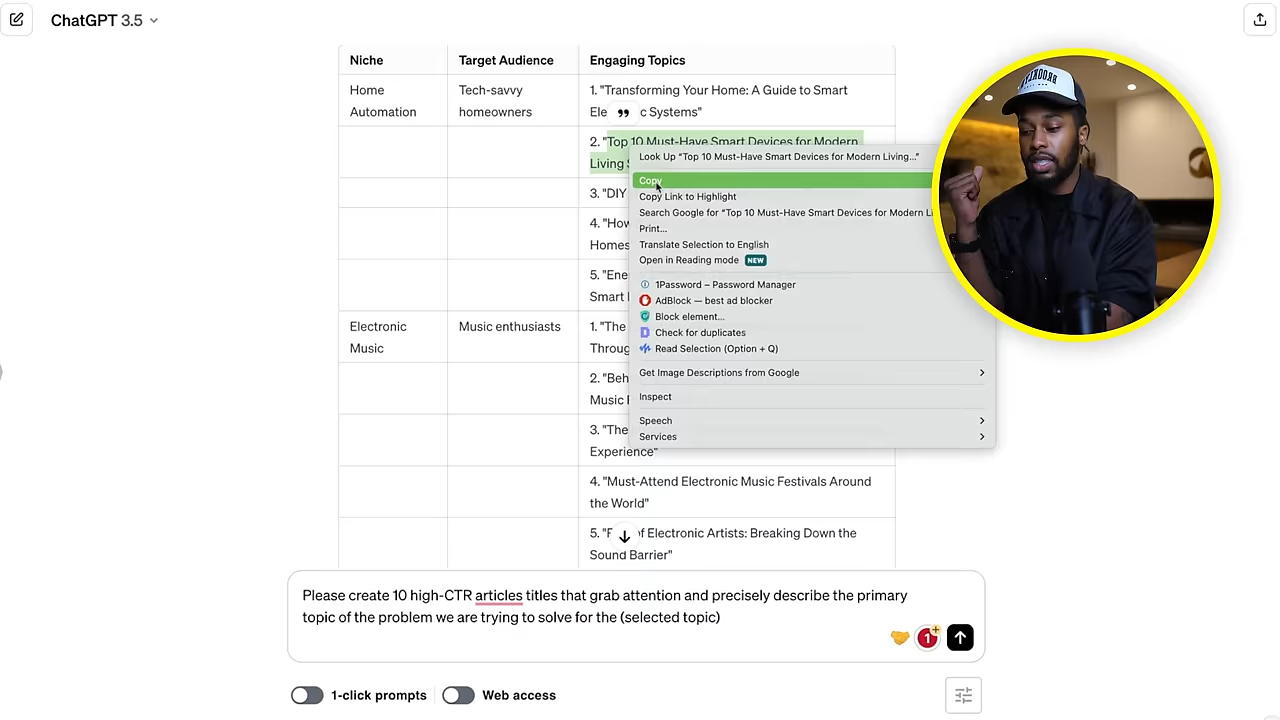 ChatGPT 3.5
Niche
Target Audience
Engaging Topics
Home
Automation
Tech-savvy
homeowners
1. "Transforming Your Home: A Guide to Smart
Ele c Systems"
2. "Top 10 Must-Have Smart Devices for Modern
Living
3. "DIY
4. "How
Homes
5. "Ene
Smart
Electronic
Music
Music enthusiasts
1. "The
Throug
2. "Beh
Music
3. "The
Experience"
4. "Must-Attend Electronic Music Festivals Around
the World"
5. " of Electronic Artists: Breaking Down the
Sound Barrier"
Look Up “Top 10 Must-Have Smart Devices for Modern Living...”
Copy
Copy Link to Highlight
Search Google for “Top 10 Must-Have Smart Devices for Modern Li
Print...
Translate Selection to English
Open in Reading mode NEW
1Password – Password Manager
AdBlock — best ad blocker
Block element...
Check for duplicates
Read Selection (Option + Q)
Get Image Descriptions from Google
Inspect
Speech
Services
Please create 10 high-CTR articles titles that grab attention and precisely describe the primary
topic of the problem we are trying to solve for the (selected topic)
1
1-click prompts
Web access